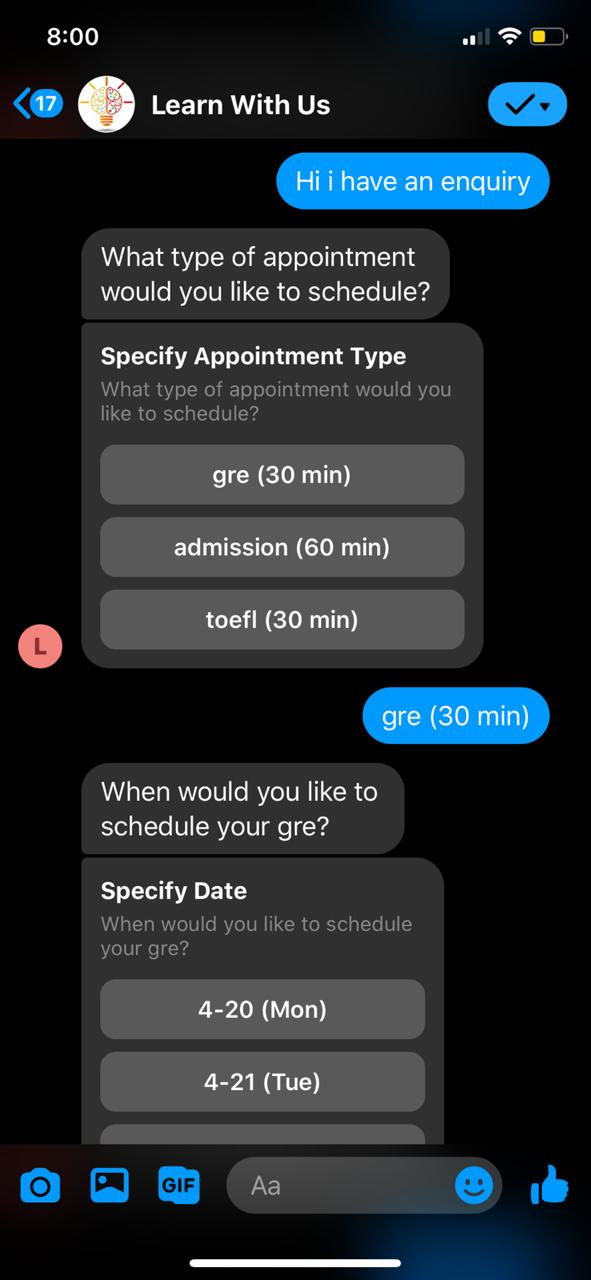 8:00
17
Learn With Us
Hi i have an enquiry
What type of appointment
would you like to schedule?
Specify Appointment Type
What type of appointment would you
like to schedule?
gre (30 min)
admission (60 min)
toefl (30 min)
L
gre (30 min)
When would you like to
schedule your gre?
Specify Date
When would you like to schedule
your gre?
4-20 (Mon)
4-21 (Tue)
GIF
Aa